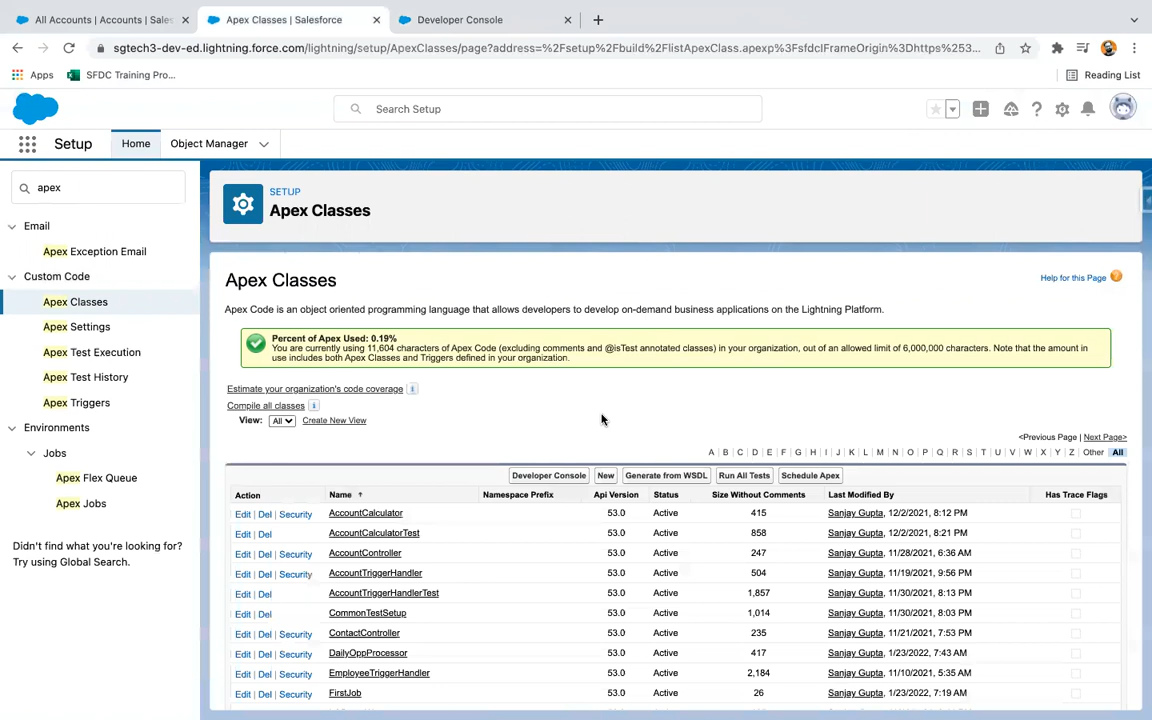 All Accounts | Accounts | Sales
Apex Classes | Salesforce
Developer Console
sgtech3-dev-ed.lightning.force.com/lightning/setup/ApexClasses/page?address=%2Fsetup%2Fbuild%2FlistApexClass.apexp%3FsfdcIFrameOrigin%3Dhttps%253...
Apps
SFDC Training Pro...
Reading List
Search Setup
Setup
Home
Object Manager
apex
Email
Apex Exception Email
Custom Code
Apex Classes
Apex Settings
Apex Test Execution
Apex Test History
Apex Triggers
Environments
Jobs
Apex Flex Queue
Apex Jobs
Didn't find what you're looking for?
Try using Global Search.
SETUP
Apex Classes
Apex Classes
Help for this Page
Apex Code is an object oriented programming language that allows developers to develop on-demand business applications on the Lightning Platform.
Percent of Apex Used: 0.19%
You are currently using 11,604 characters of Apex Code (excluding comments and @isTest annotated classes) in your organization, out of an allowed limit of 6,000,000 characters. Note that the amount in
use includes both Apex Classes and Triggers defined in your organization.
Estimate your organization's code coverage i
Compile all classes i
View: All Create New View
<Previous Page | Next Page>
A B C D E F G H I J K L M N O P Q R S T U V W X Y Z Other All
Developer Console New Generate from WSDL Run All Tests Schedule Apex
Action Name ↑ Namespace Prefix Api Version Status Size Without Comments Last Modified By Has Trace Flags
Edit | Del | Security AccountCalculator 53.0 Active 415 Sanjay Gupta, 12/2/2021, 8:12 PM
Edit | Del AccountCalculatorTest 53.0 Active 858 Sanjay Gupta, 12/2/2021, 8:21 PM
Edit | Del | Security AccountController 53.0 Active 247 Sanjay Gupta, 11/28/2021, 6:36 AM
Edit | Del | Security AccountTriggerHandler 53.0 Active 504 Sanjay Gupta, 11/19/2021, 9:56 PM
Edit | Del AccountTriggerHandlerTest 53.0 Active 1,857 Sanjay Gupta, 11/30/2021, 8:13 PM
Edit | Del CommonTestSetup 53.0 Active 1,014 Sanjay Gupta, 11/30/2021, 8:03 PM
Edit | Del | Security ContactController 53.0 Active 235 Sanjay Gupta, 11/21/2021, 7:53 PM
Edit | Del | Security DailyOppProcessor 53.0 Active 417 Sanjay Gupta, 1/23/2022, 7:43 AM
Edit | Del | Security EmployeeTriggerHandler 53.0 Active 2,184 Sanjay Gupta, 11/10/2021, 5:35 AM
Edit | Del | Security FirstJob 53.0 Active 26 Sanjay Gupta, 1/23/2022, 7:19 AM